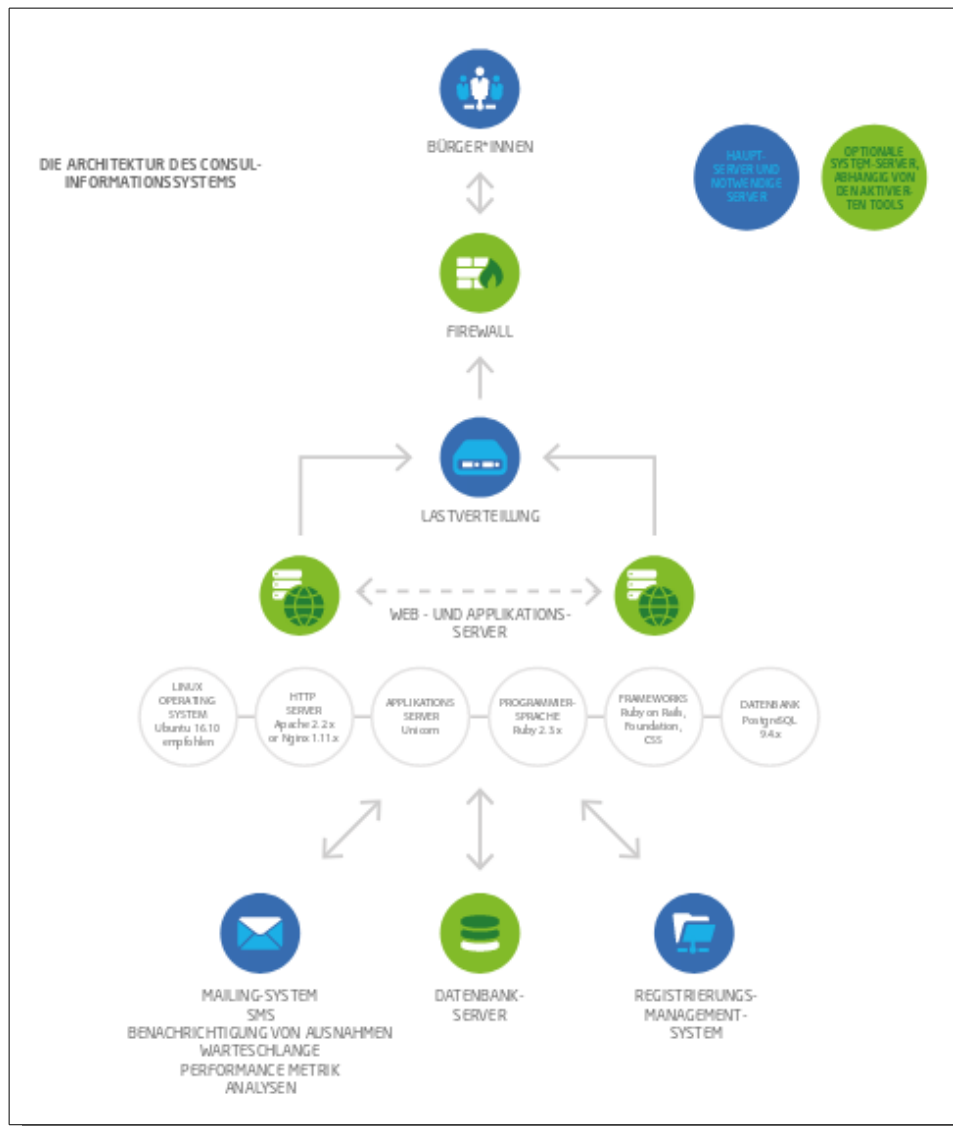 BÜRGER*INNEN
DIE ARCHITEKTUR DES CONSUL-
INFORMATIONSSYSTEMS
HAUPT-
SERVER UND
NOTWENDIGE
SERVER
OPTIONALE
SYSTEM-SERVER,
ABHÄNGIG VON
DEN AKTIVIER-
TEN TOOLS
FIREWALL
LASTVERTEILUNG
WEB - UND APPLIKATIONS-
SERVER
LINUX
OPERATING
SYSTEM
Ubuntu 16.10
empfohlen
HTTP
SERVER
Apache 2.2.x
or Nginx 1.11.x
APPLIKATIONS
SERVER
Unicorn
PROGRAMMIER-
SPRACHE
Ruby 2.3.x
FRAMEWORKS
Ruby on Rails,
Foundation,
CSS
DATENBANK
PostgreSQL
9.4.x
MAILING-SYSTEM
SMS
BENACHRICHTIGUNG VON AUSNAHMEN
WARTESCHLANGE
PERFORMANCE METRIK
ANALYSEN
DATENBANK-
SERVER
REGISTRIERUNGS-
MANAGEMENT-
SYSTEM